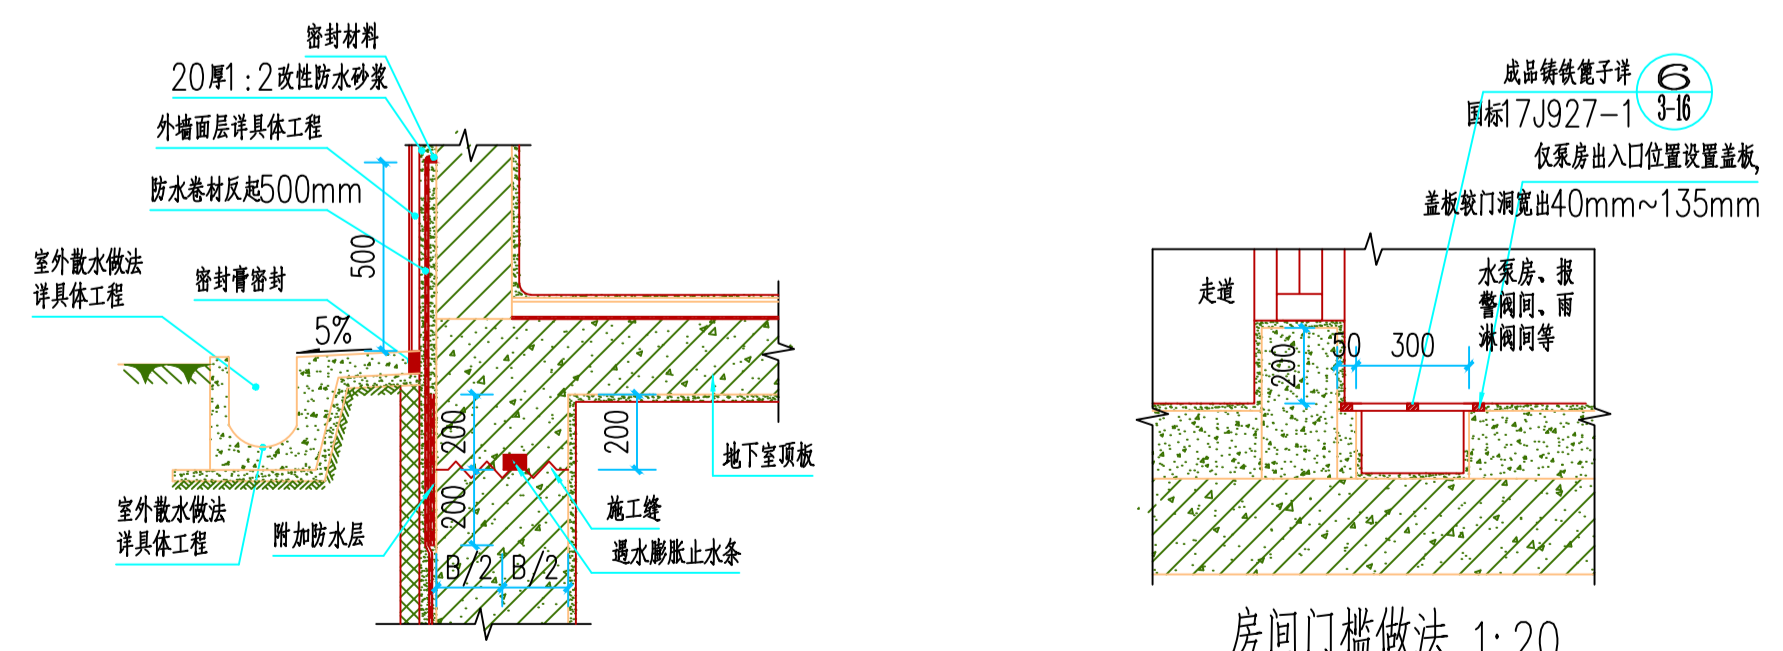 密封材料
20厚1:2改性防水砂浆
外墙面层详具体工程
防水卷材反起500mm
500
室外散水做法
详具体工程
密封膏密封
5%
200
200
200
地下室顶板
施工缝
遇水膨胀止水条
室外散水做法
详具体工程
附加防水层
B/2
B/2
成品铸铁篦子详
国标17J927-1
6
3-16
仅泵房出入口位置设置盖板,
盖板较门洞宽出40mm~135mm
走道
水泵房、报
警阀间、雨
淋阀间等
200
50
300
房间门槛做法 1:20